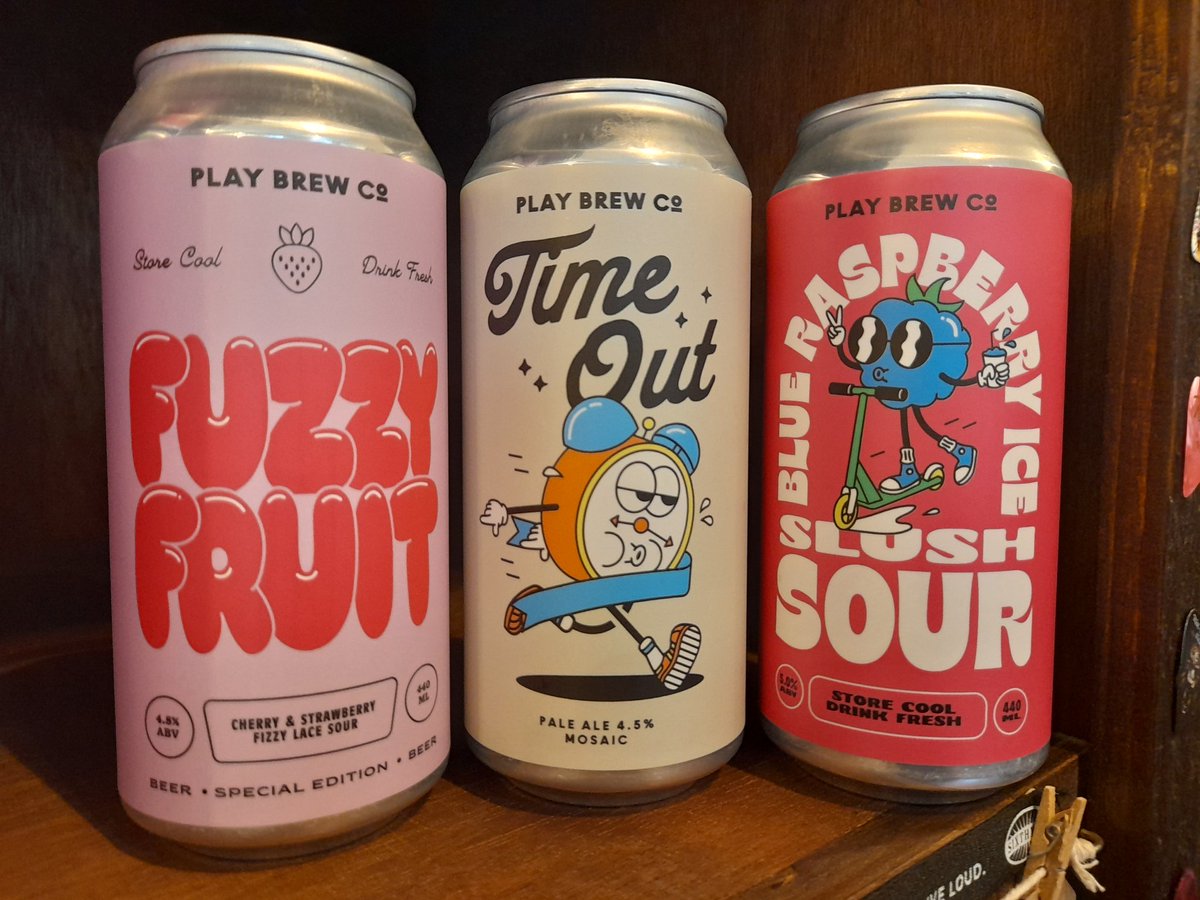 PLAY BREW Cº
Store Cool
Drink Fresh
FUZZY
FRUIT
4.8%
ABV
CHERRY & STRAWBERRY
FIZZY LACE SOUR
440
ML
BEER • SPECIAL EDITION • BEER
PLAY BREW Cº
Time
Out
PALE ALE 4.5%
MOSAIC
PLAY BREW Cº
BLUE RASPBERRY ICE
SLUSH
SOUR
5.0%
ABV
STORE COOL
DRINK FRESH
440
ML
SIXTH
LOUD.